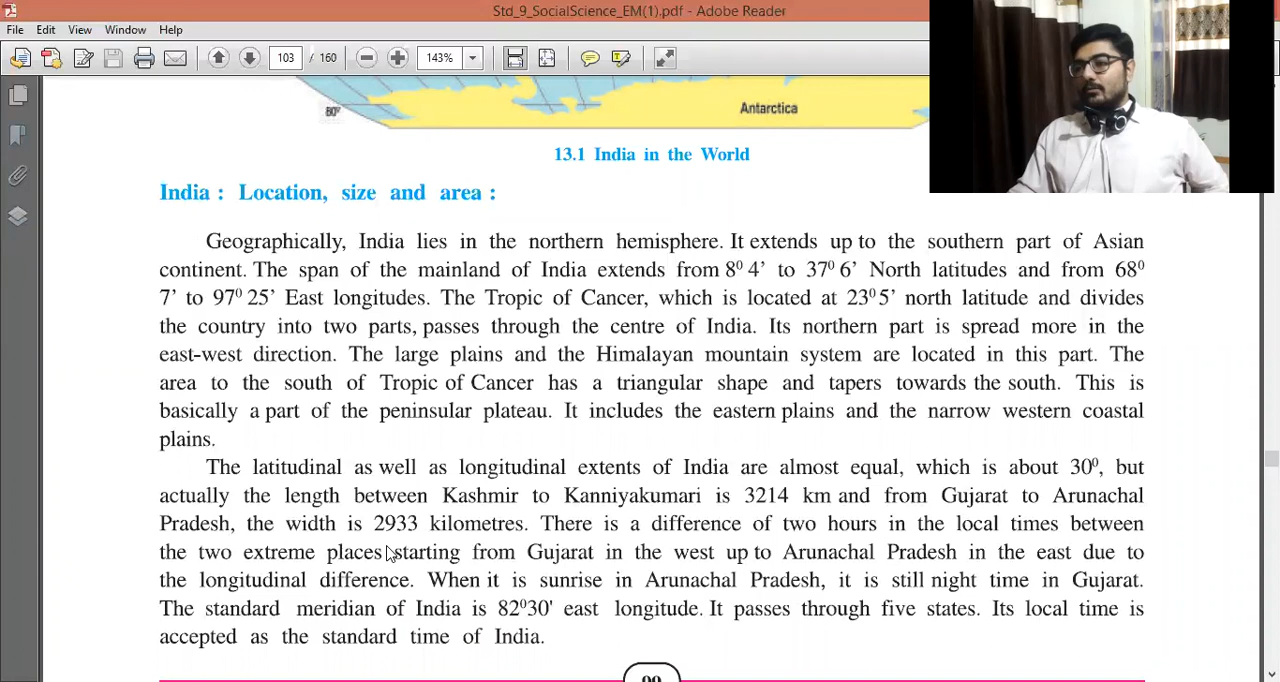 Std_9_SocialScience_EM(1).pdf - Adobe Reader
File Edit View Window Help
103 / 160 143%
80⁰ Antarctica
13.1 India in the World
India : Location, size and area :
Geographically, India lies in the northern hemisphere. It extends up to the southern part of Asian
continent. The span of the mainland of India extends from 8⁰ 4’ to 37⁰ 6’ North latitudes and from 68⁰
7’ to 97⁰ 25’ East longitudes. The Tropic of Cancer, which is located at 23⁰ 5’ north latitude and divides
the country into two parts, passes through the centre of India. Its northern part is spread more in the
east-west direction. The large plains and the Himalayan mountain system are located in this part. The
area to the south of Tropic of Cancer has a triangular shape and tapers towards the south. This is
basically a part of the peninsular plateau. It includes the eastern plains and the narrow western coastal
plains.
The latitudinal as well as longitudinal extents of India are almost equal, which is about 30⁰, but
actually the length between Kashmir to Kanniyakumari is 3214 km and from Gujarat to Arunachal
Pradesh, the width is 2933 kilometres. There is a difference of two hours in the local times between
the two extreme places starting from Gujarat in the west up to Arunachal Pradesh in the east due to
the longitudinal difference. When it is sunrise in Arunachal Pradesh, it is still night time in Gujarat.
The standard meridian of India is 82⁰30' east longitude. It passes through five states. Its local time is
accepted as the standard time of India.
99